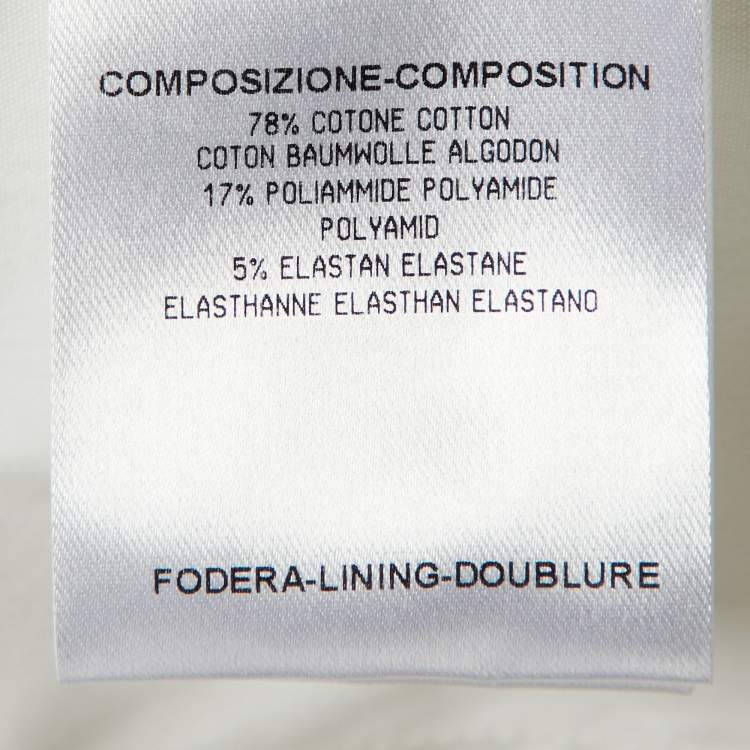 COMPOSIZIONE-COMPOSITION
78% COTONE COTTON
COTON BAUMWOLLE ALGODON
17% POLIAMMIDE POLYAMIDE
POLYAMID
5% ELASTAN ELASTANE
ELASTHANNE ELASTHAN ELASTANO
FODERA-LINING-DOUBLURE